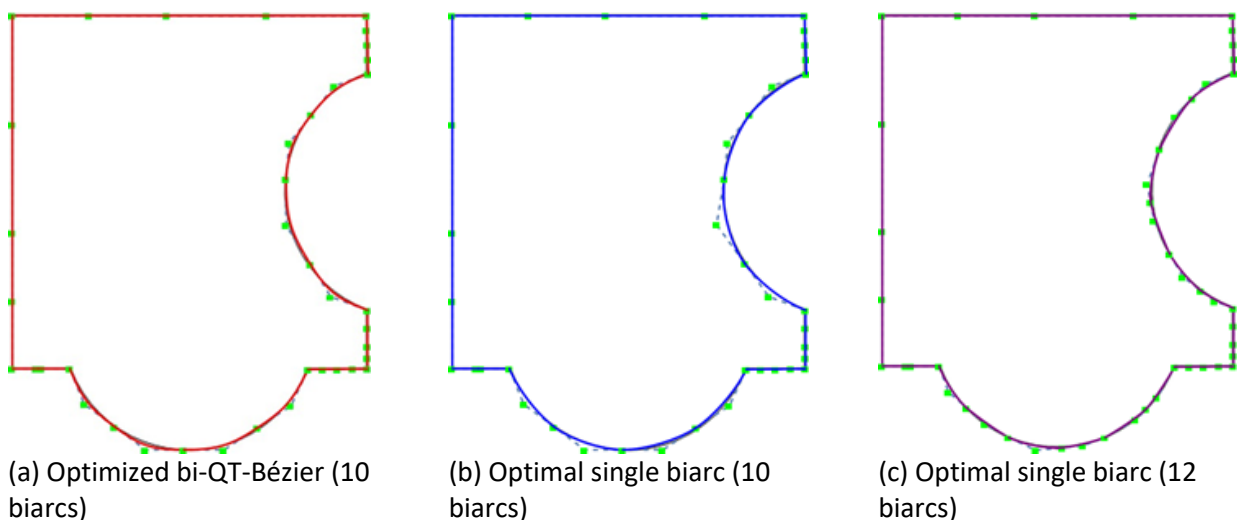 (a) Optimized bi-QT-Bézier (10
biarcs)
(b) Optimal single biarc (10
biarcs)
(c) Optimal single biarc (12
biarcs)